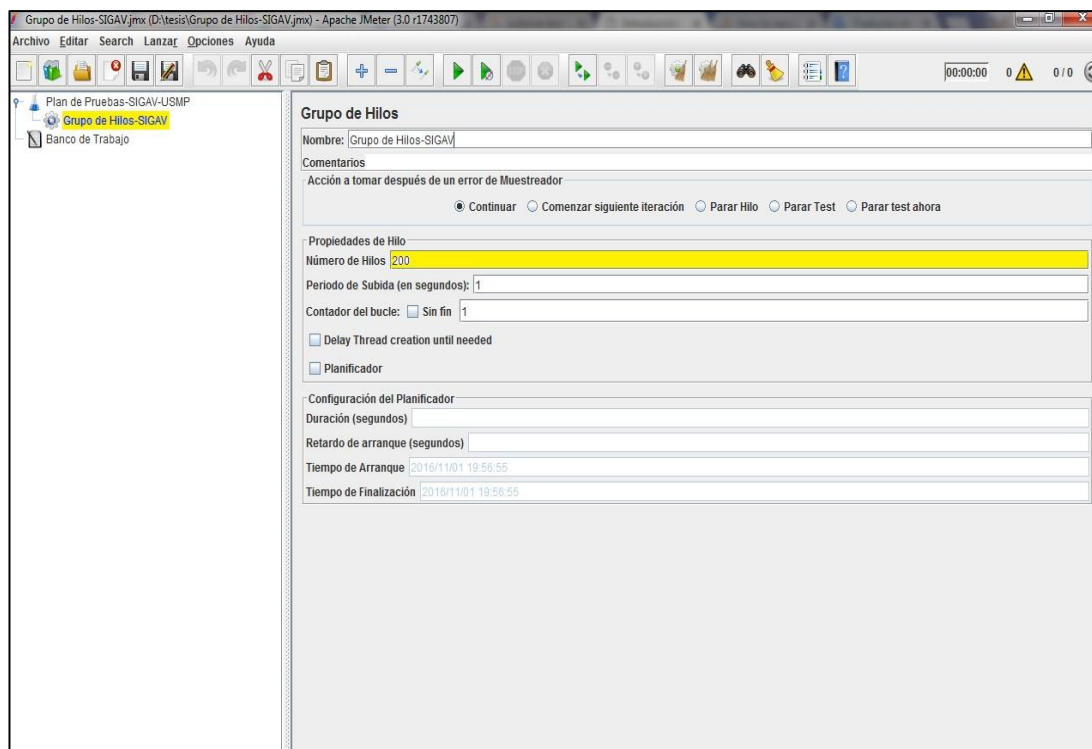 Grupo de Hilos-SIGAV.jmx (D:\tesis\Grupo de Hilos-SIGAV.jmx) - Apache JMeter (3.0 r1743807)
Archivo Editar Search Lanzar Opciones Ayuda
00:00:00 0 0 / 0
Plan de Pruebas-SIGAV-USMP
Grupo de Hilos-SIGAV
Banco de Trabajo
Grupo de Hilos
Nombre: Grupo de Hilos-SIGAV
Comentarios
Acción a tomar después de un error de Muestreador
Continuar Comenzar siguiente iteración Parar Hilo Parar Test Parar test ahora
Propiedades de Hilo
Número de Hilos 200
Periodo de Subida (en segundos): 1
Contador del bucle: Sin fín 1
Delay Thread creation until needed
Planificador
Configuración del Planificador
Duración (segundos)
Retardo de arranque (segundos)
Tiempo de Arranque 2016/11/01 19:56:55
Tiempo de Finalización 2016/11/01 19:56:55